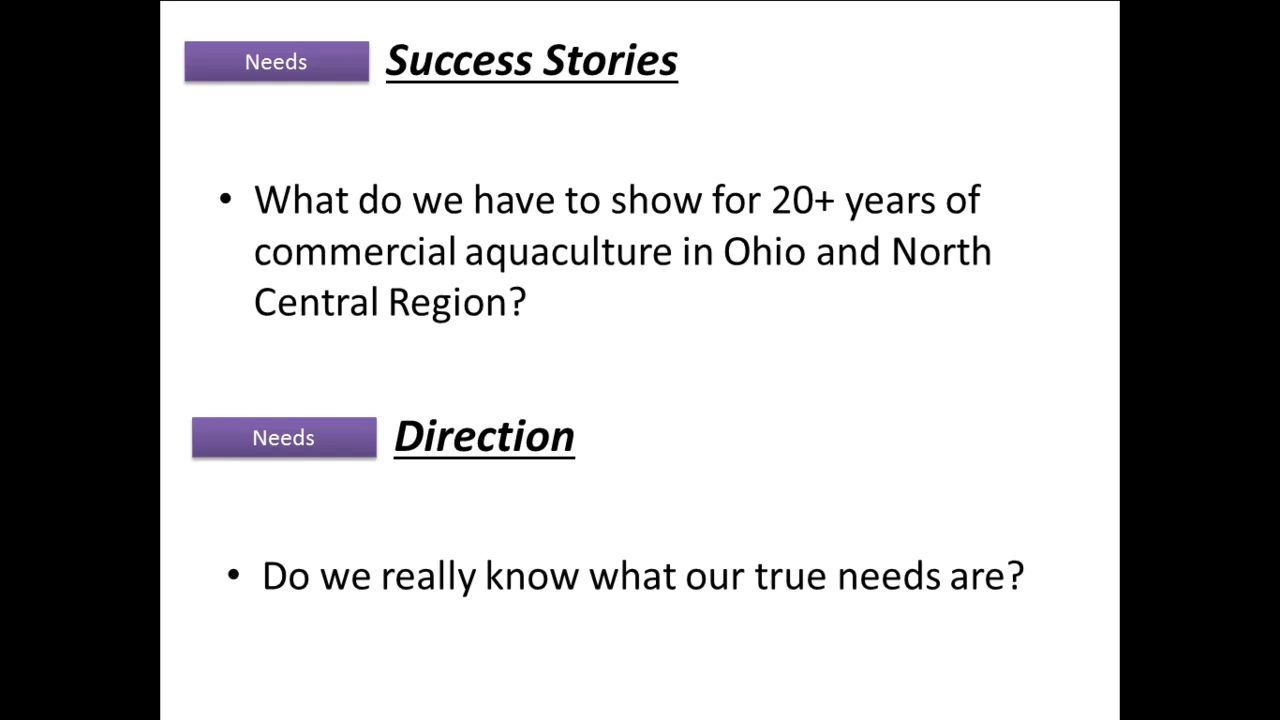 Needs Success Stories
• What do we have to show for 20+ years of
commercial aquaculture in Ohio and North
Central Region?
Needs Direction
• Do we really know what our true needs are?